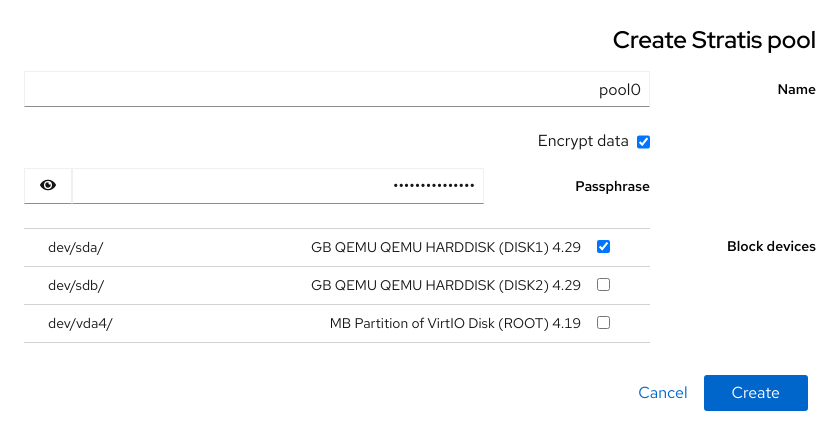 Create Stratis pool
Name
pool0
Encrypt data
Passphrase
•••••••••••••••
Block devices
GB QEMU QEMU HARDDISK (DISK1) 4.29
dev/sda/
GB QEMU QEMU HARDDISK (DISK2) 4.29
dev/sdb/
MB Partition of VirtIO Disk (ROOT) 4.19
dev/vda4/
Create
Cancel